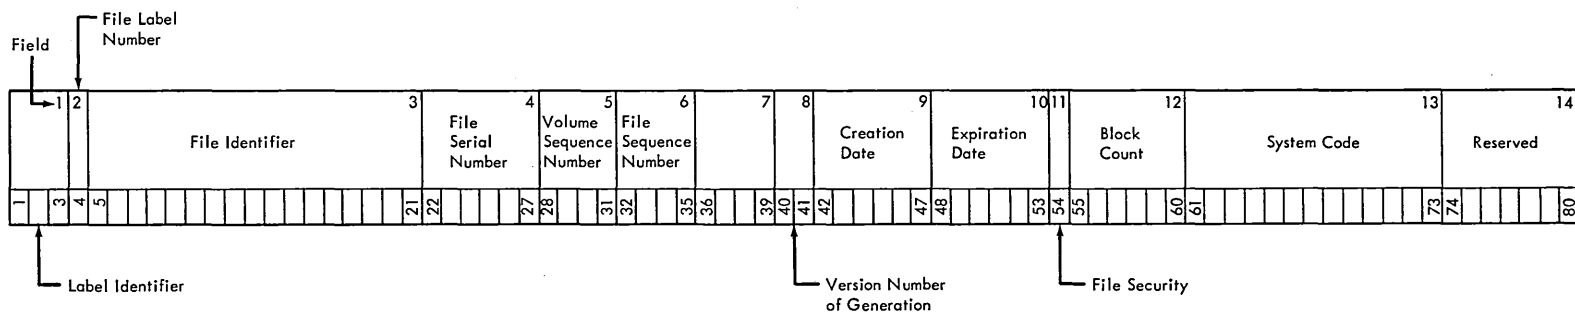 File Label
Number
Field
1 2 3 4 5 6 7 8 9 10 11 12 13 14
File Identifier
File
Serial
Number
Volume
Sequence
Number
File
Sequence
Number
Creation
Date
Expiration
Date
Block
Count
System Code
Reserved
1 3 4 5 21 22 27 28 31 32 35 36 39 40 41 42 47 48 53 54 55 60 61 73 74 80
Label Identifier
Version Number
of Generation
File Security